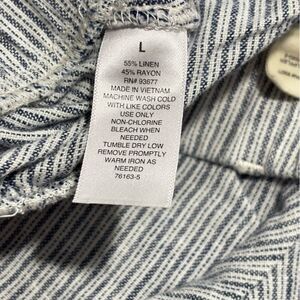 L
55% LINEN
45% RAYON
RN# 93677
MADE IN VIETNAM
MACHINE WASH COLD
WITH LIKE COLORS
USE ONLY
NON-CHLORINE
BLEACH WHEN
NEEDED
TUMBLE DRY LOW
REMOVE PROMPTLY
WARM IRON AS
NEEDED
76163-5